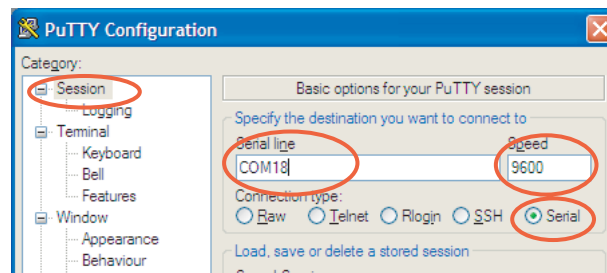 PuTTY Configuration
Category:
Session
Logging
Terminal
Keyboard
Bell
Features
Window
Appearance
Behaviour
Basic options for your PuTTY session
Specify the destination you want to connect to
Serial line
Speed
COM18
9600
Connection type:
Raw Telnet Rlogin SSH Serial
Load, save or delete a stored session